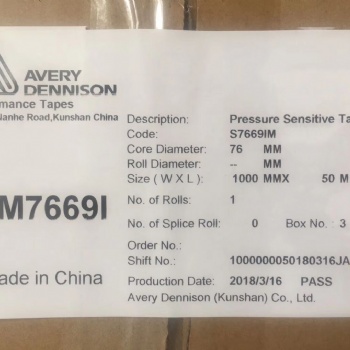 AVERY
DENNISON
mance Tapes
anhe Road,Kunshan China
Description: Pressure Sensitive Ta
Code: S7669IM
Core Diameter: 76 MM
Roll Diameter: -- MM
Size ( W X L ): 1000 MMX 50 M
M7669I
No. of Rolls: 1
No. of Splice Roll: 0 Box No. : 3
Order No.:
ade in China
Shift No.: 1000000050180316JA
Production Date: 2018/3/16 PASS
Avery Dennison (Kunshan) Co., Ltd.